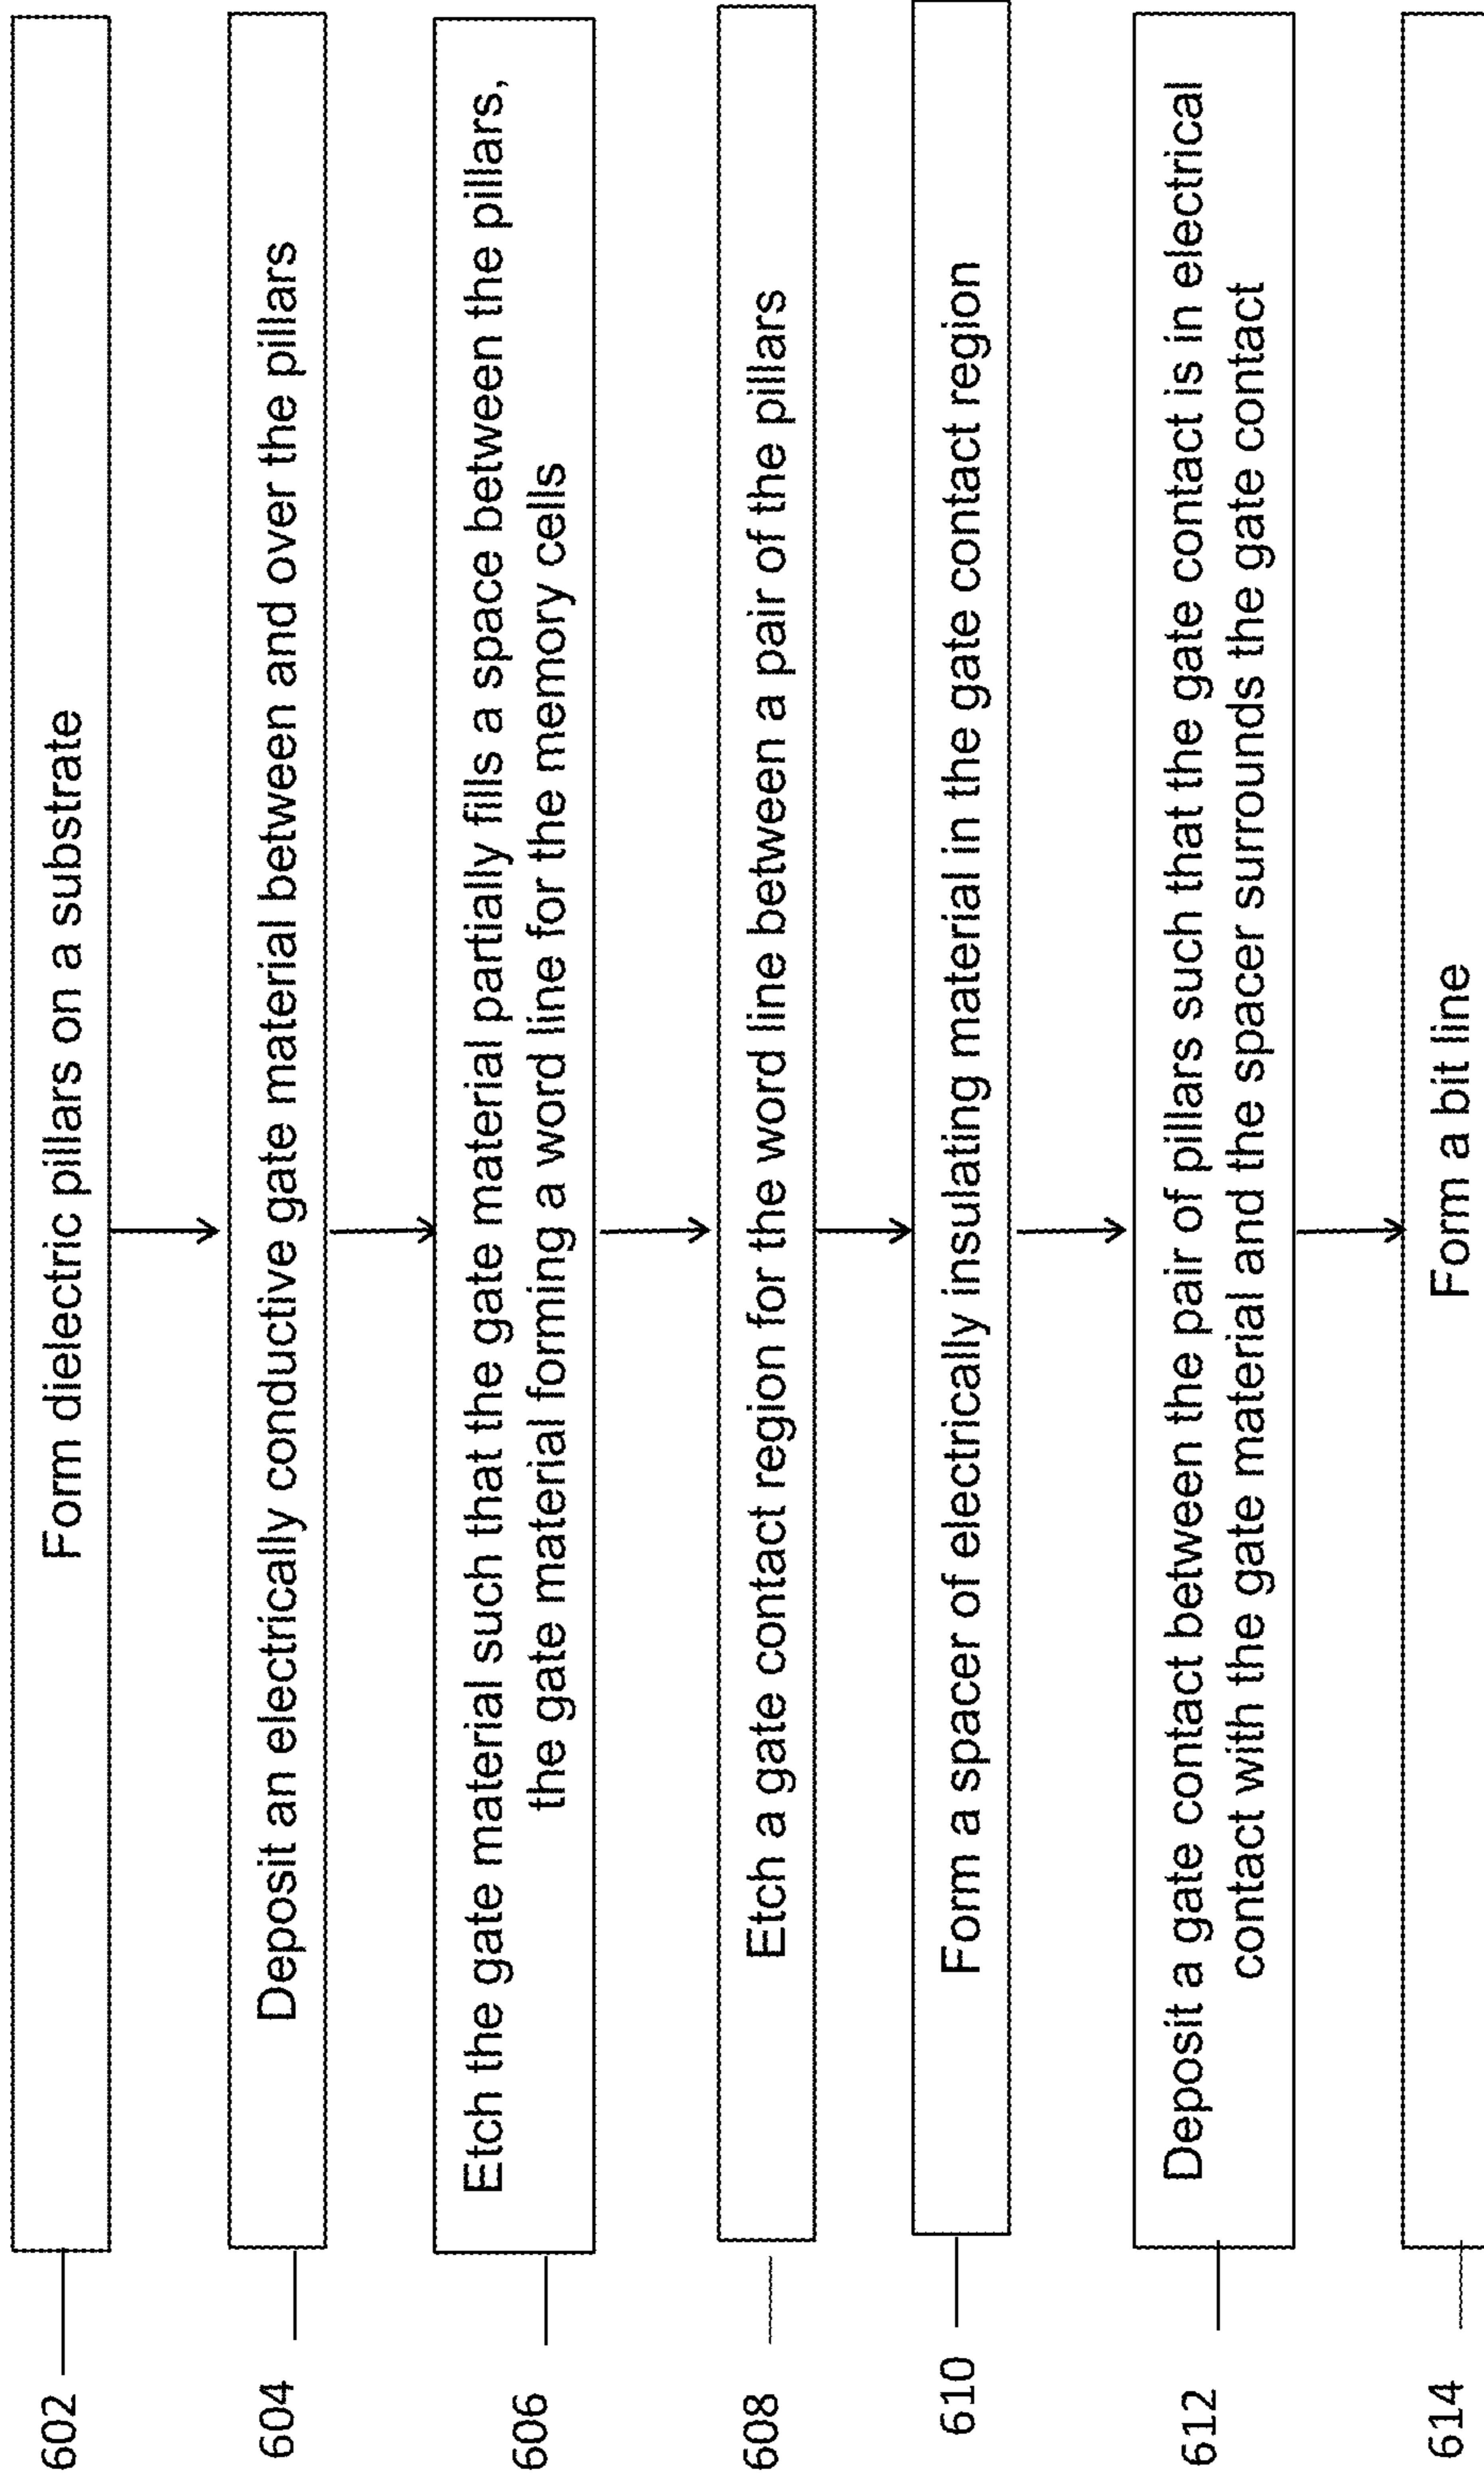 602
Form dielectric pillars on a substrate
604
Deposit an electrically conductive gate material between and over the pillars
606
Etch the gate material such that the gate material partially fills a space between the pillars,
the gate material forming a word line for the memory cells
608
Etch a gate contact region for the word line between a pair of the pillars
610
Form a spacer of electrically insulating material in the gate contact region
612
Deposit a gate contact between the pair of pillars such that the gate contact is in electrical
contact with the gate material and the spacer surrounds the gate contact
614
Form a bit line